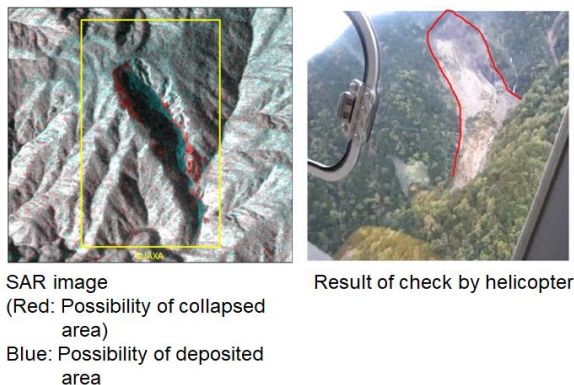 ©JAXA
SAR image
(Red: Possibility of collapsed
area)
Blue: Possibility of deposited
area
Result of check by helicopter